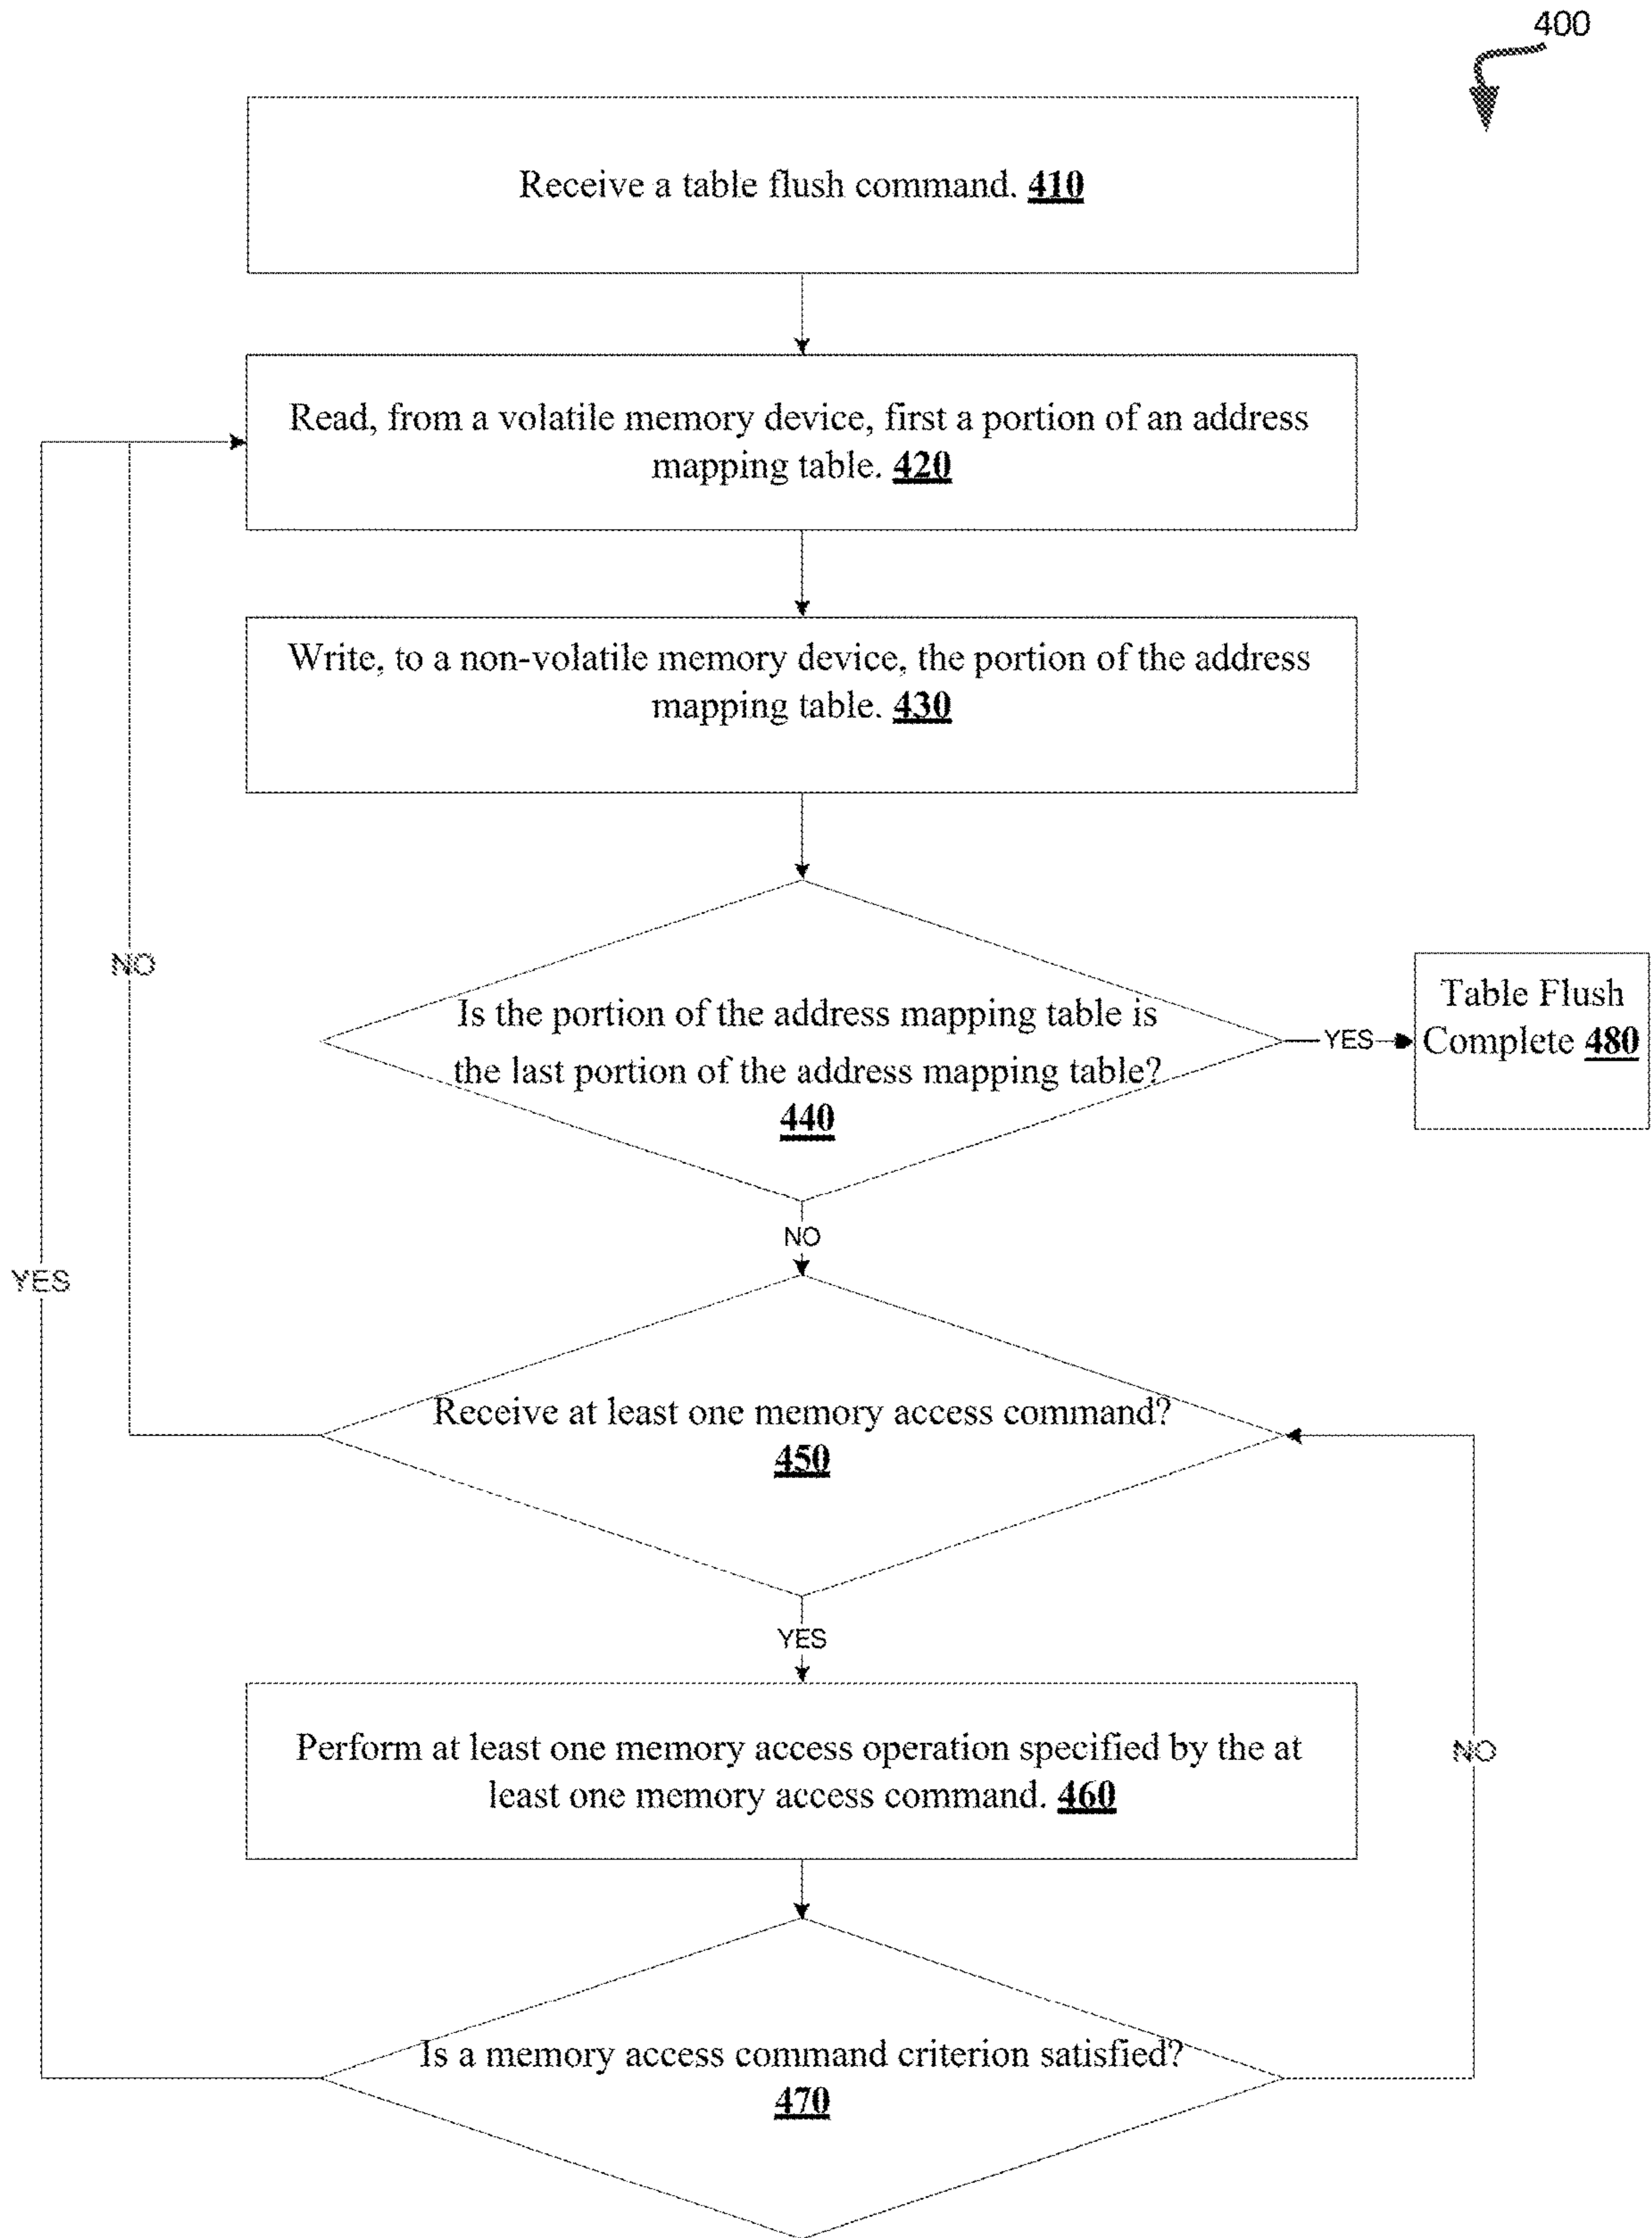 400
Receive a table flush command. 410
Read, from a volatile memory device, first a portion of an address
mapping table. 420
Write, to a non-volatile memory device, the portion of the address
mapping table. 430
NO
Is the portion of the address mapping table is
the last portion of the address mapping table?
440
YES
Table Flush
Complete 480
NO
YES
Receive at least one memory access command?
450
YES
Perform at least one memory access operation specified by the at
least one memory access command. 460
NO
Is a memory access command criterion satisfied?
470